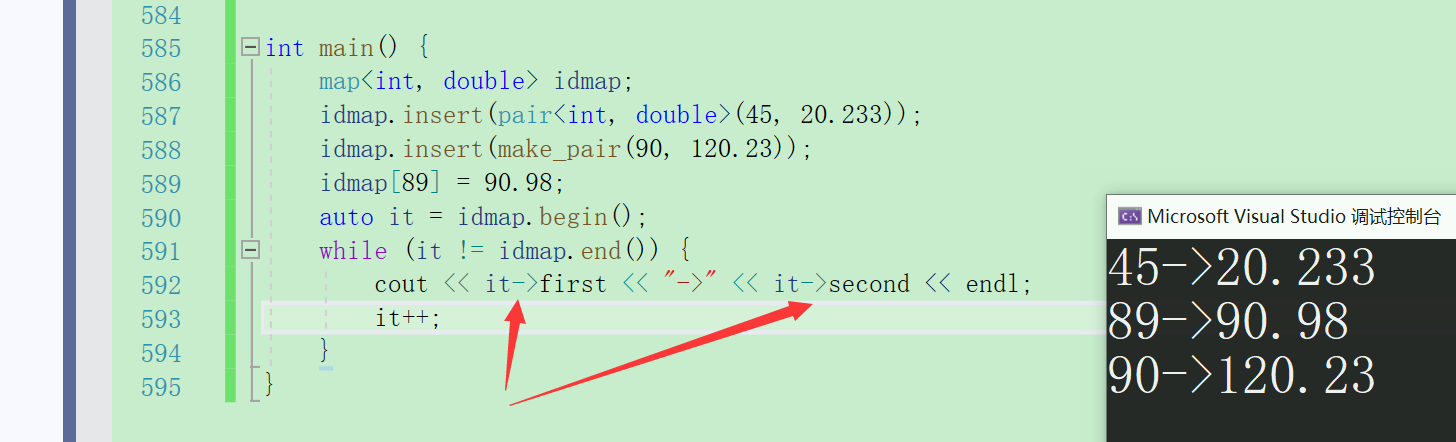 584
585 int main() {
586 map<int, double> idmap;
587 idmap.insert(pair<int, double>(45, 20.233));
588 idmap.insert(make_pair(90, 120.23));
589 idmap[89] = 90.98;
590 auto it = idmap.begin();
591 while (it != idmap.end()) {
592 cout << it->first << "->" << it->second << endl;
593 it++;
594 }
595 }
Microsoft Visual Studio 调试控制台
45->20.233
89->90.98
90->120.23